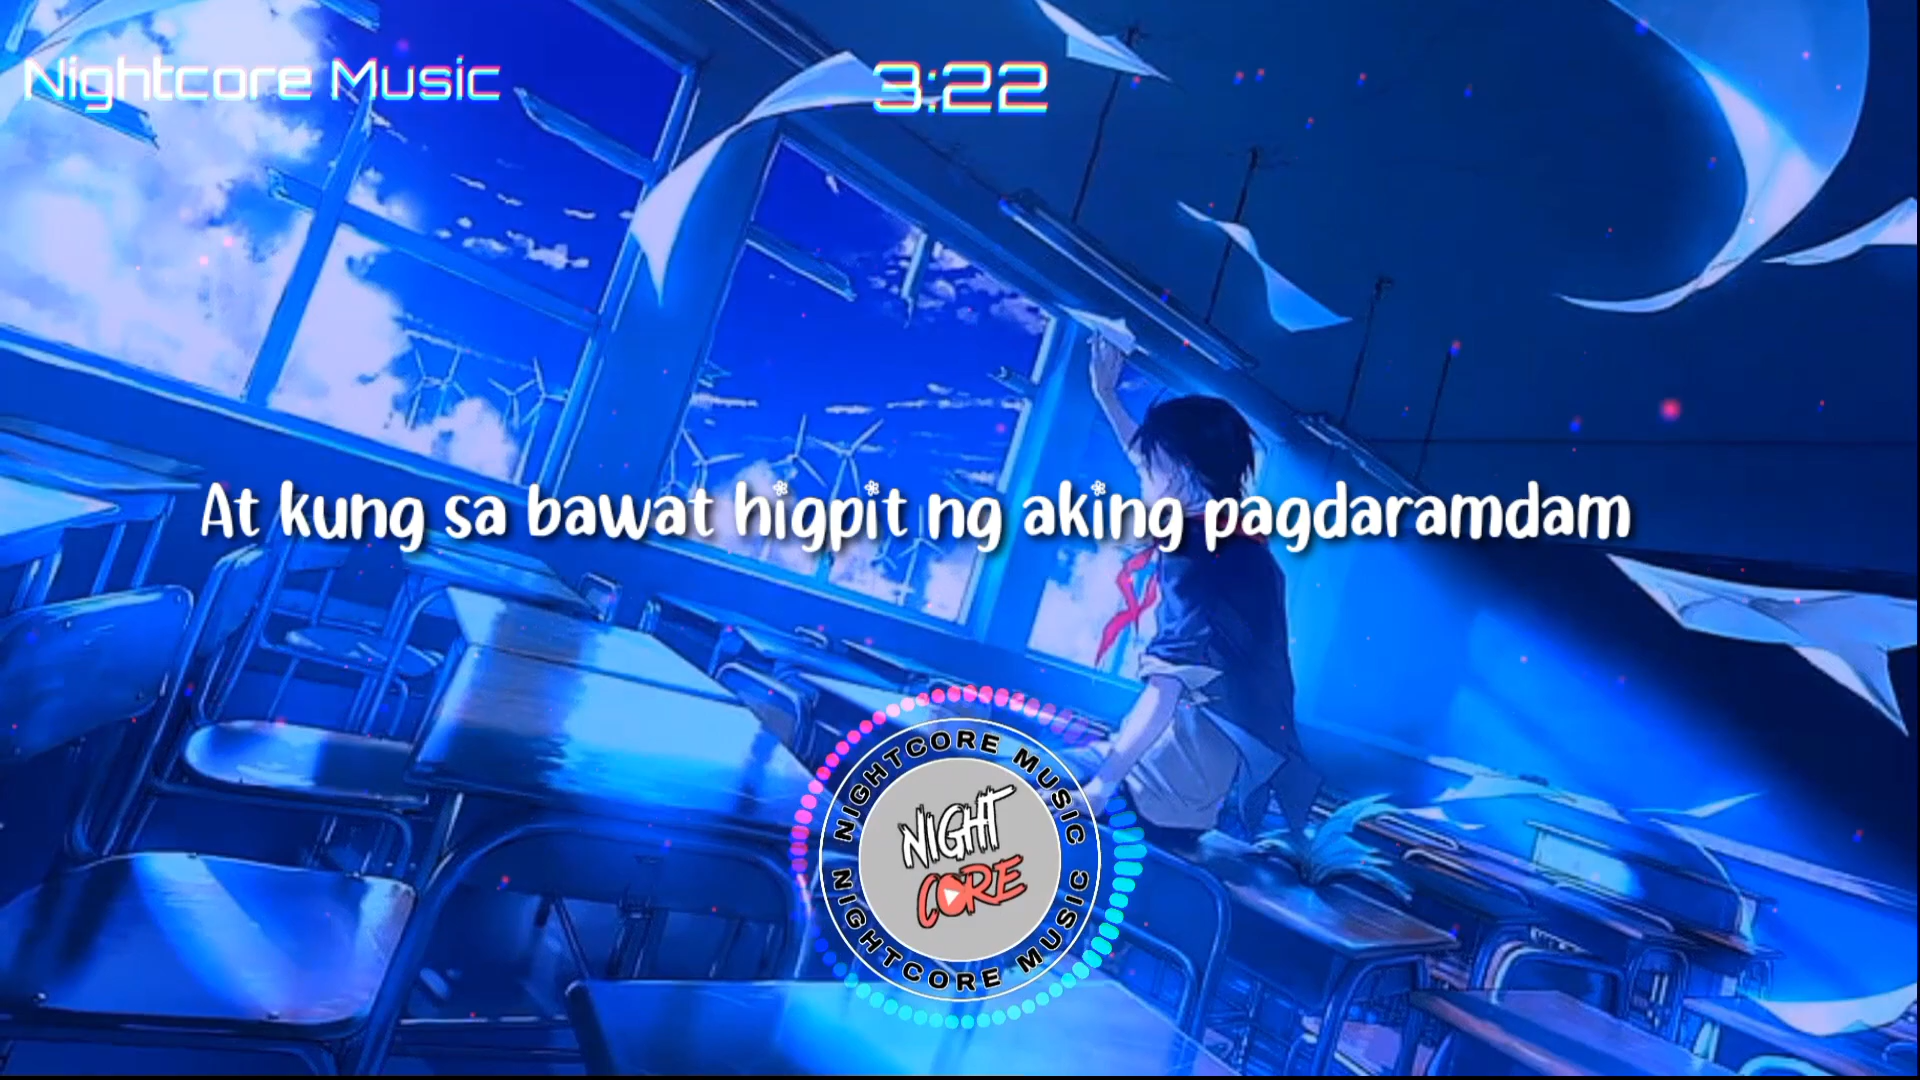 Nightcore Music
3:22
At kung sa bawat higpit ng aking pagdaramdam
NIGHTCORE MUSIC
NIGHT
CORE
NIGHTCORE MUSIC